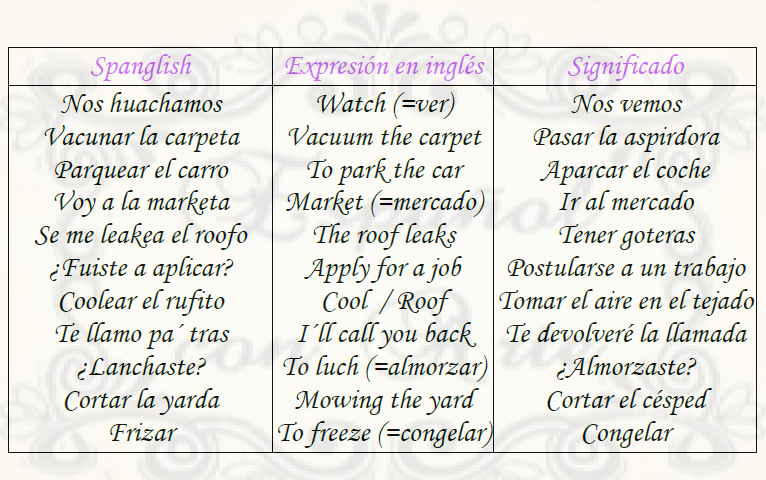 Spanglish Expresión en inglés Significado
Nos huachamos Watch (=ver) Nos vemos
Vacunar la carpeta Vacuum the carpet Pasar la aspirdora
Parquear el carro To park the car Aparcar el coche
Voy a la marketa Market (=mercado) Ir al mercado
Se me leakea el roofo The roof leaks Tener goteras
¿Fuiste a aplicar? Apply for a job Postularse a un trabajo
Coolear el rufito Cool / Roof Tomar el aire en el tejado
Te llamo pa´ tras I´ll call you back Te devolveré la llamada
¿Lanchaste? To luch (=almorzar) ¿Almorzaste?
Cortar la yarda Mowing the yard Cortar el césped
Frizar To freeze (=congelar) Congelar
Español
con Arte